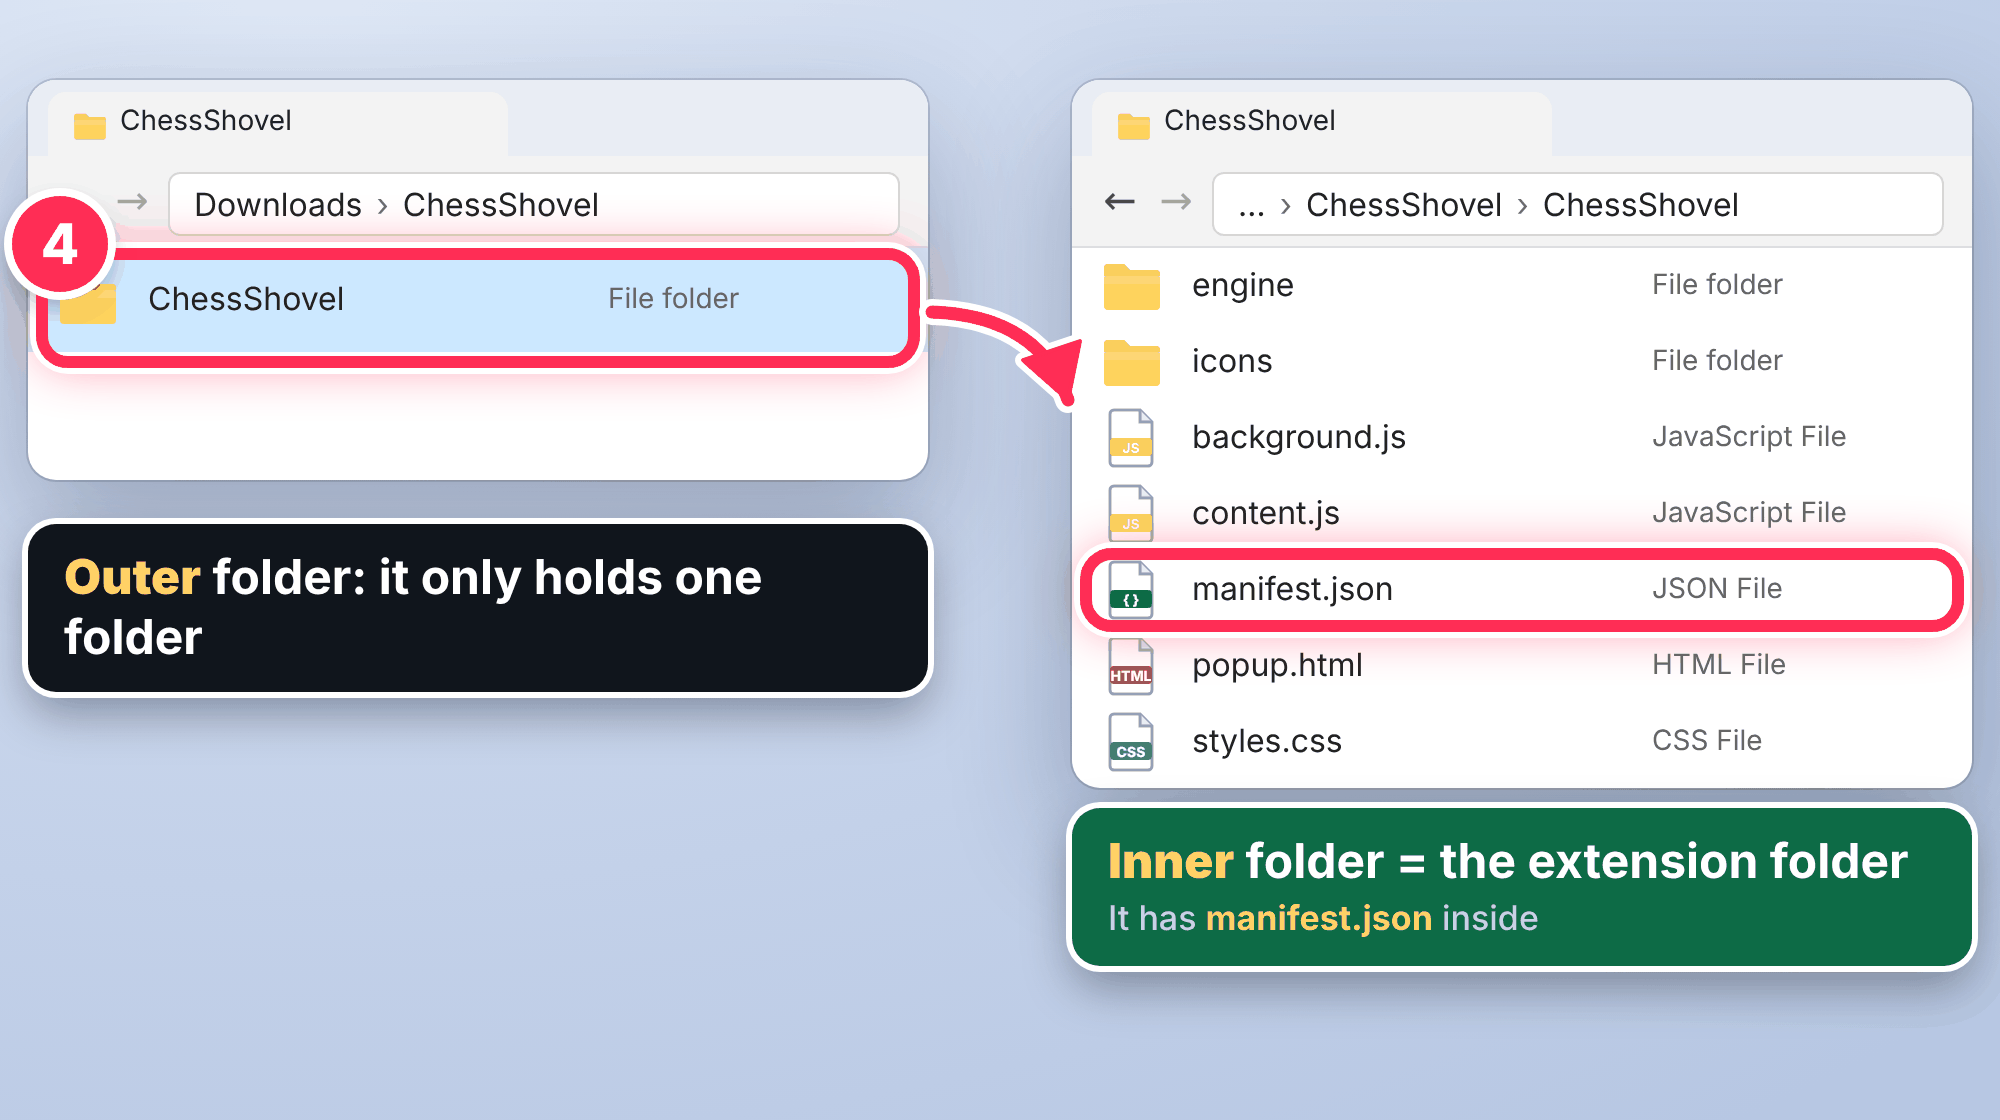 ChessShovel
Downloads › ChessShovel
4
ChessShovel File folder
Outer folder: it only holds one
folder
ChessShovel
... › ChessShovel › ChessShovel
engine File folder
icons File folder
JS background.js JavaScript File
JS content.js JavaScript File
{} manifest.json JSON File
HTML popup.html HTML File
CSS styles.css CSS File
Inner folder = the extension folder
It has manifest.json inside